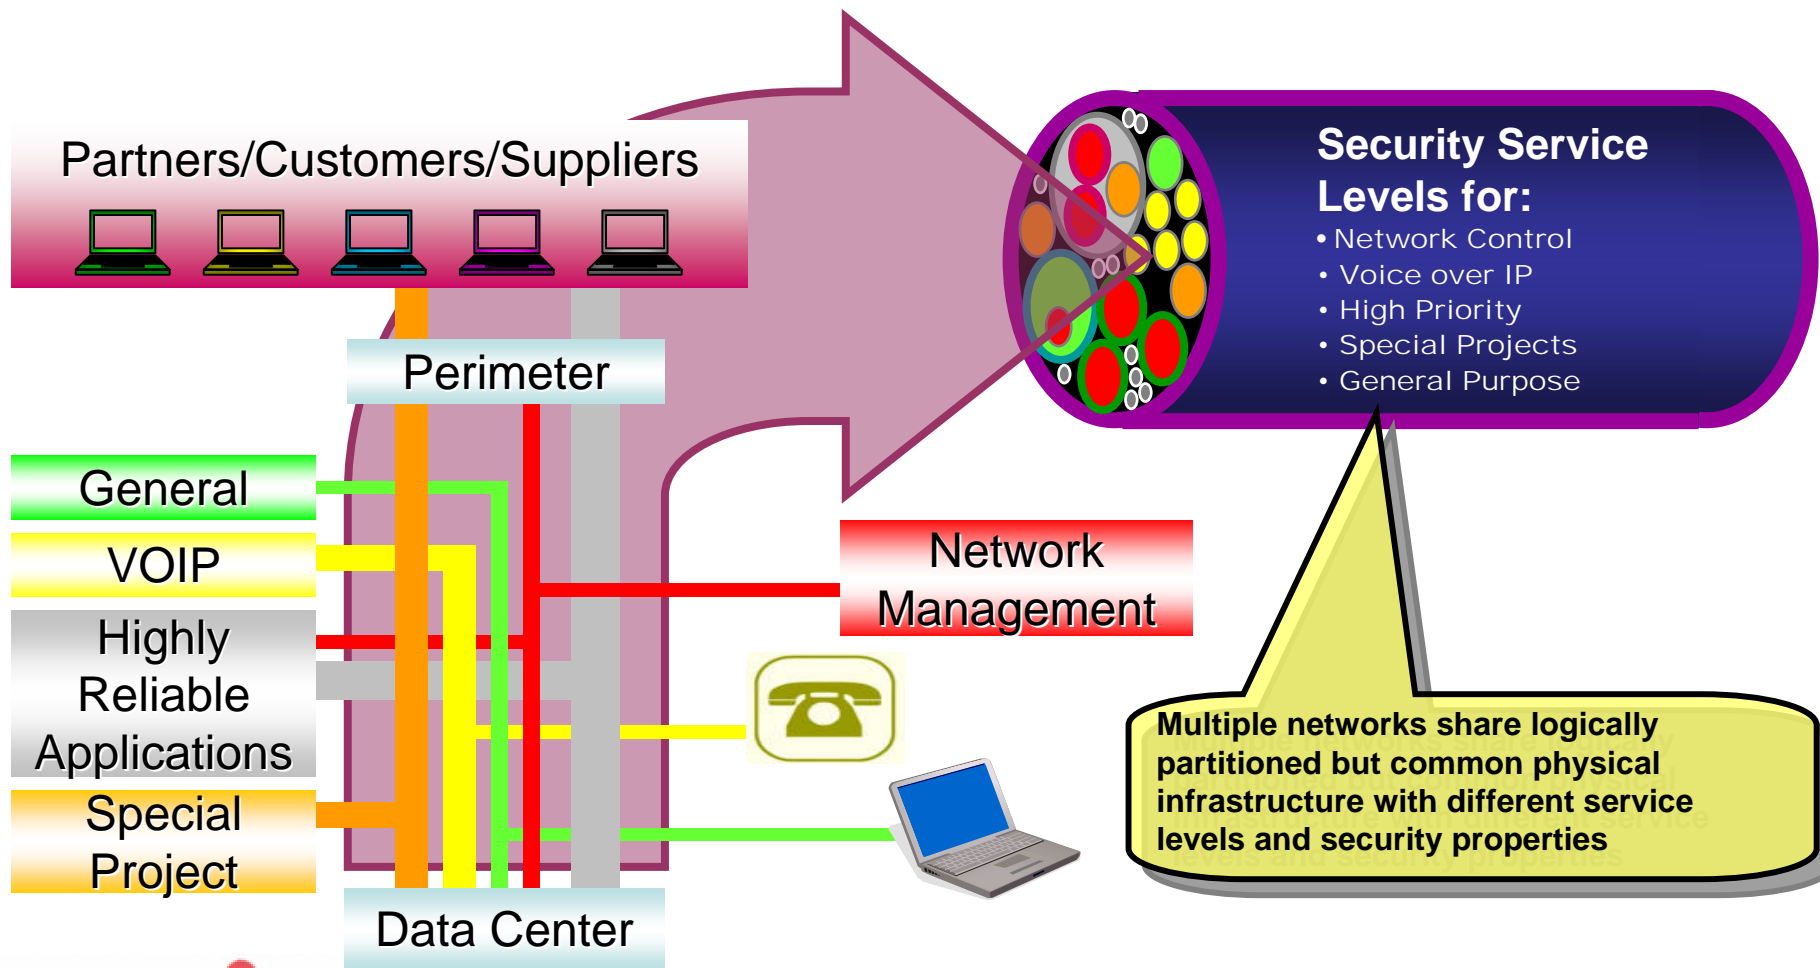 Partners/Customers/Suppliers
Perimeter
General
VOIP
Highly
Reliable
Applications
Special
Project
Data Center
Network
Management
Security Service
Levels for:
• Network Control
• Voice over IP
• High Priority
• Special Projects
• General Purpose
Multiple networks share logically
partitioned but common physical
infrastructure with different service
levels and security properties